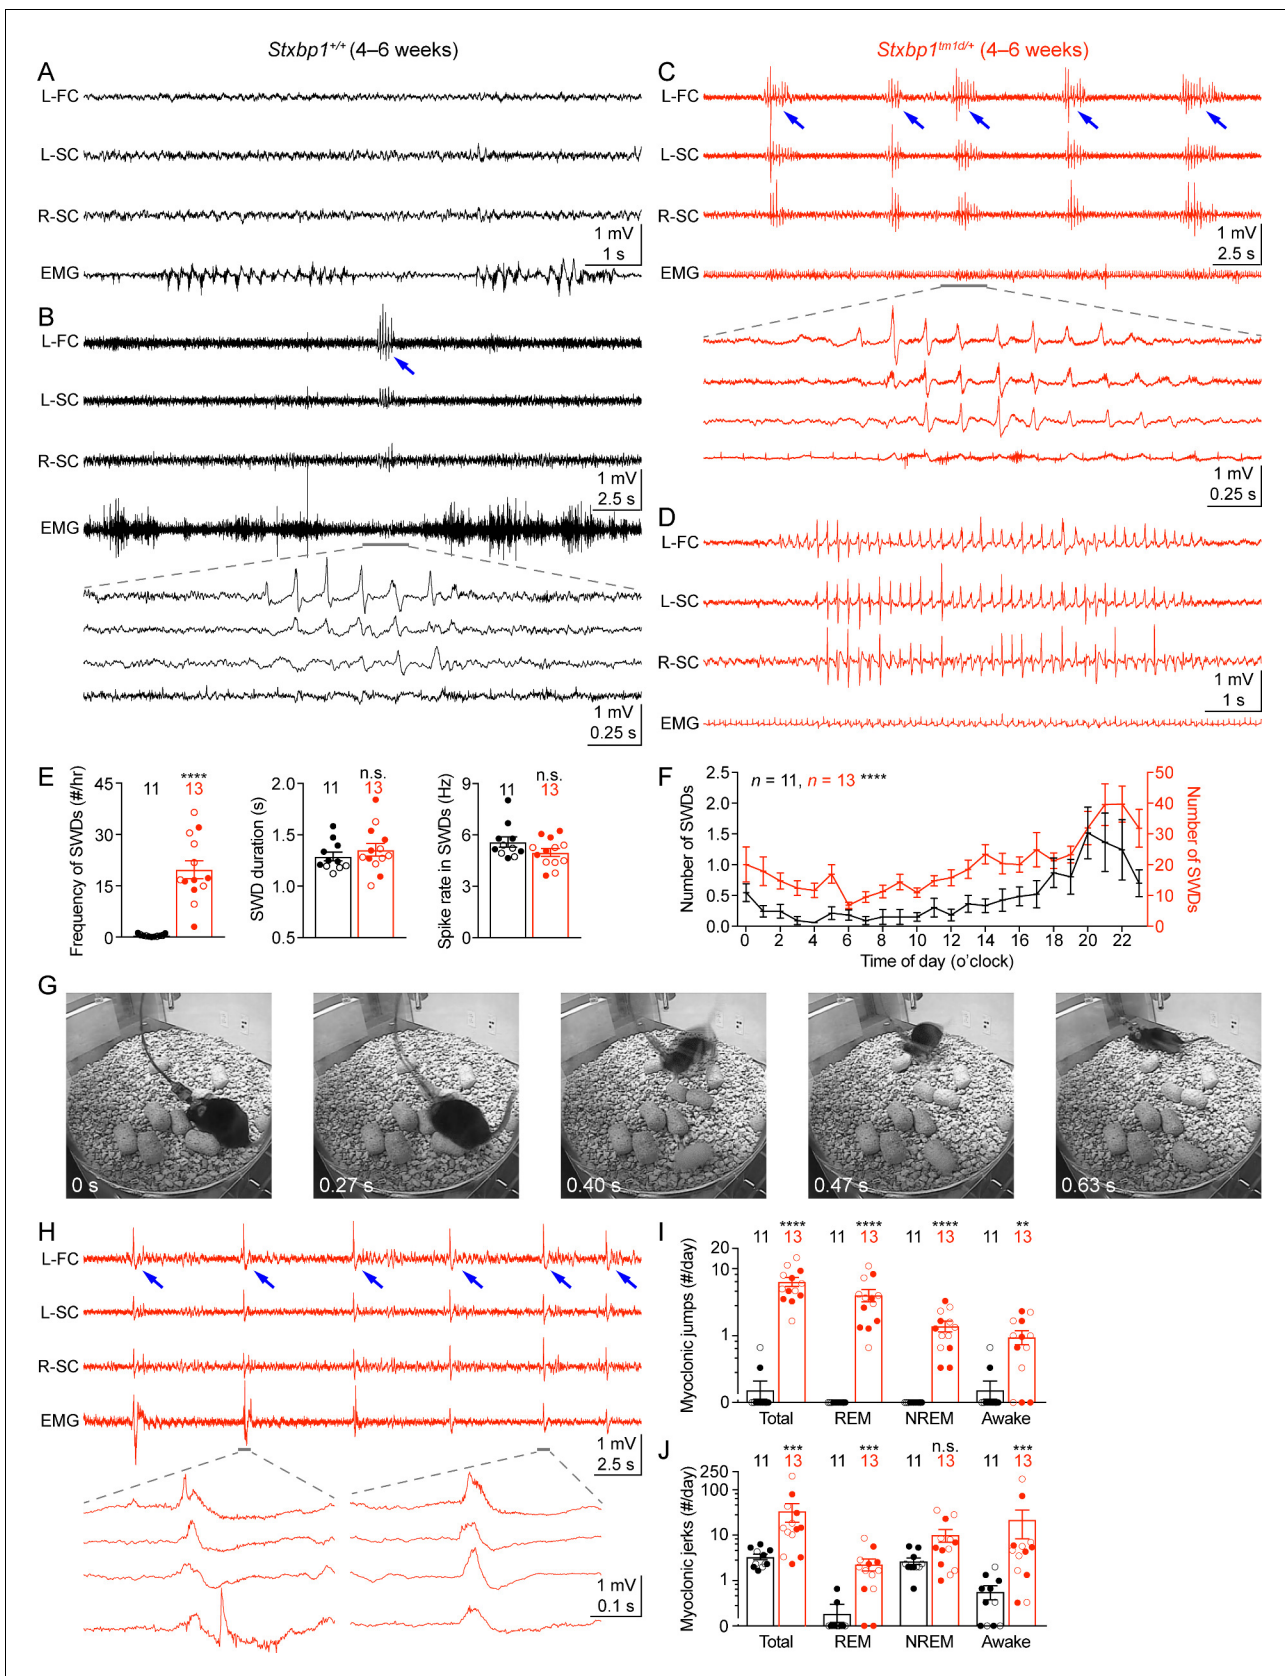 Stxbp1+/+ (4–6 weeks)
Stxbp1tm1d/+ (4–6 weeks)
A
L-FC
L-SC
R-SC
1 mV
1 s
EMG
B
L-FC
L-SC
R-SC
1 mV
2.5 s
EMG
1 mV
0.25 s
C
L-FC
L-SC
R-SC
1 mV
2.5 s
EMG
1 mV
0.25 s
D
L-FC
L-SC
R-SC
1 mV
1 s
EMG
E
Frequency of SWDs (#/hr)
45
30
15
0
11
****
13
SWD duration (s)
2.0
1.5
1.0
0.5
11
n.s.
13
Spike rate in SWDs (Hz)
9
6
3
0
11
n.s.
13
F
Number of SWDs
2.5
2.0
1.5
1.0
0.5
0
n = 11, n = 13 ****
50
40
30
20
10
0
Number of SWDs
0 2 4 6 8 10 12 14 16 18 20 22
Time of day (o'clock)
G
0 s
0.27 s
0.40 s
0.47 s
0.63 s
H
L-FC
L-SC
R-SC
EMG
1 mV
2.5 s
1 mV
0.1 s
I
Myoclonic jumps (#/day)
20
10
1
0
**** **** **** **
11 13 11 13 11 13 11 13
Total REM NREM Awake
J
Myoclonic jerks (#/day)
250
100
10
1
0
*** *** n.s. ***
11 13 11 13 11 13 11 13
Total REM NREM Awake